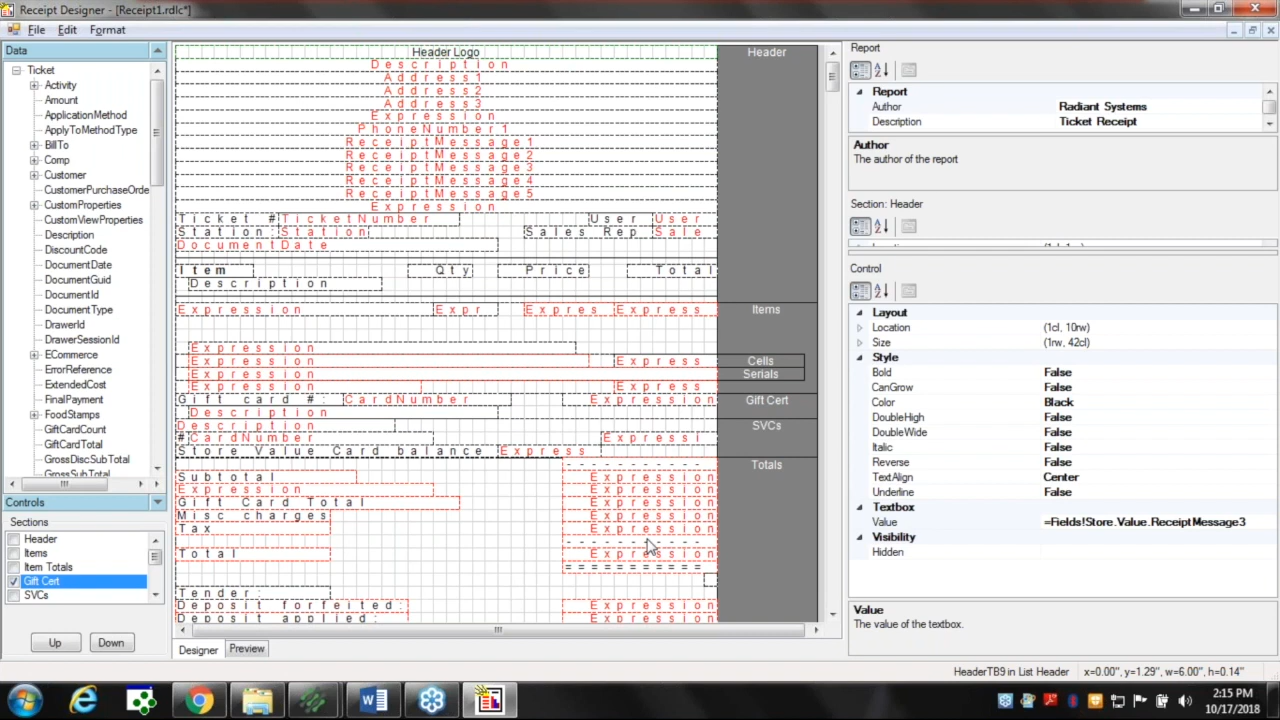 Receipt Designer - [Receipt1.rdlc*]
File Edit Format
Data
Ticket
Activity
Amount
ApplicationMethod
ApplyToMethodType
BillTo
Comp
Customer
CustomerPurchaseOrde
CustomProperties
CustomViewProperties
Description
DiscountCode
DocumentDate
DocumentGuid
DocumentId
DocumentType
DrawerId
DrawerSessionId
ECommerce
ErrorReference
ExtendedCost
FinalPayment
FoodStamps
GiftCardCount
GiftCardTotal
GrossDiscSubTotal
GrossSubTotal
Controls
Sections
Header
Items
Item Totals
Gift Cert
SVCs
Up Down
Header Logo Header
Description
Address1
Address2
Address3
Expression
PhoneNumber1
ReceiptMessage1
ReceiptMessage2
ReceiptMessage3
ReceiptMessage4
ReceiptMessage5
Expression
Ticket # TicketNumber User User
Station: Station Sales Rep Sale
DocumentDate
Item Qty Price Total
Description
Expression Expr Expres Express Items
Expression
Expression Express Cells
Expression Serials
Expression Express
Gift card #: CardNumber Expression Gift Cert
Description
Description SVCs
#CardNumber Expressi
Store Value Card balance Express
- - - - - - - - - - - Totals
Subtotal Expression
Expression Expression
Gift Card Total Expression
Misc charges Expression
Tax Expression
- - - - - - - - - - -
Total Expression
= = = = = = = = = = =
Tender:
Deposit forfeited: Expression
Deposit applied: Expression
Designer Preview
Report
Report
Author Radiant Systems
Description Ticket Receipt
Author
The author of the report
Section: Header
Control
Layout
Location (1cl, 10rw)
Size (1rw, 42cl)
Style
Bold False
CanGrow False
Color Black
DoubleHigh False
DoubleWide False
Italic False
Reverse False
TextAlign Center
Underline False
Textbox
Value =Fields!Store.Value.ReceiptMessage3
Visibility
Hidden
Value
The value of the textbox.
HeaderTB9 in List Header x=0.00", y=1.29", w=6.00", h=0.14"
2:15 PM
10/17/2018